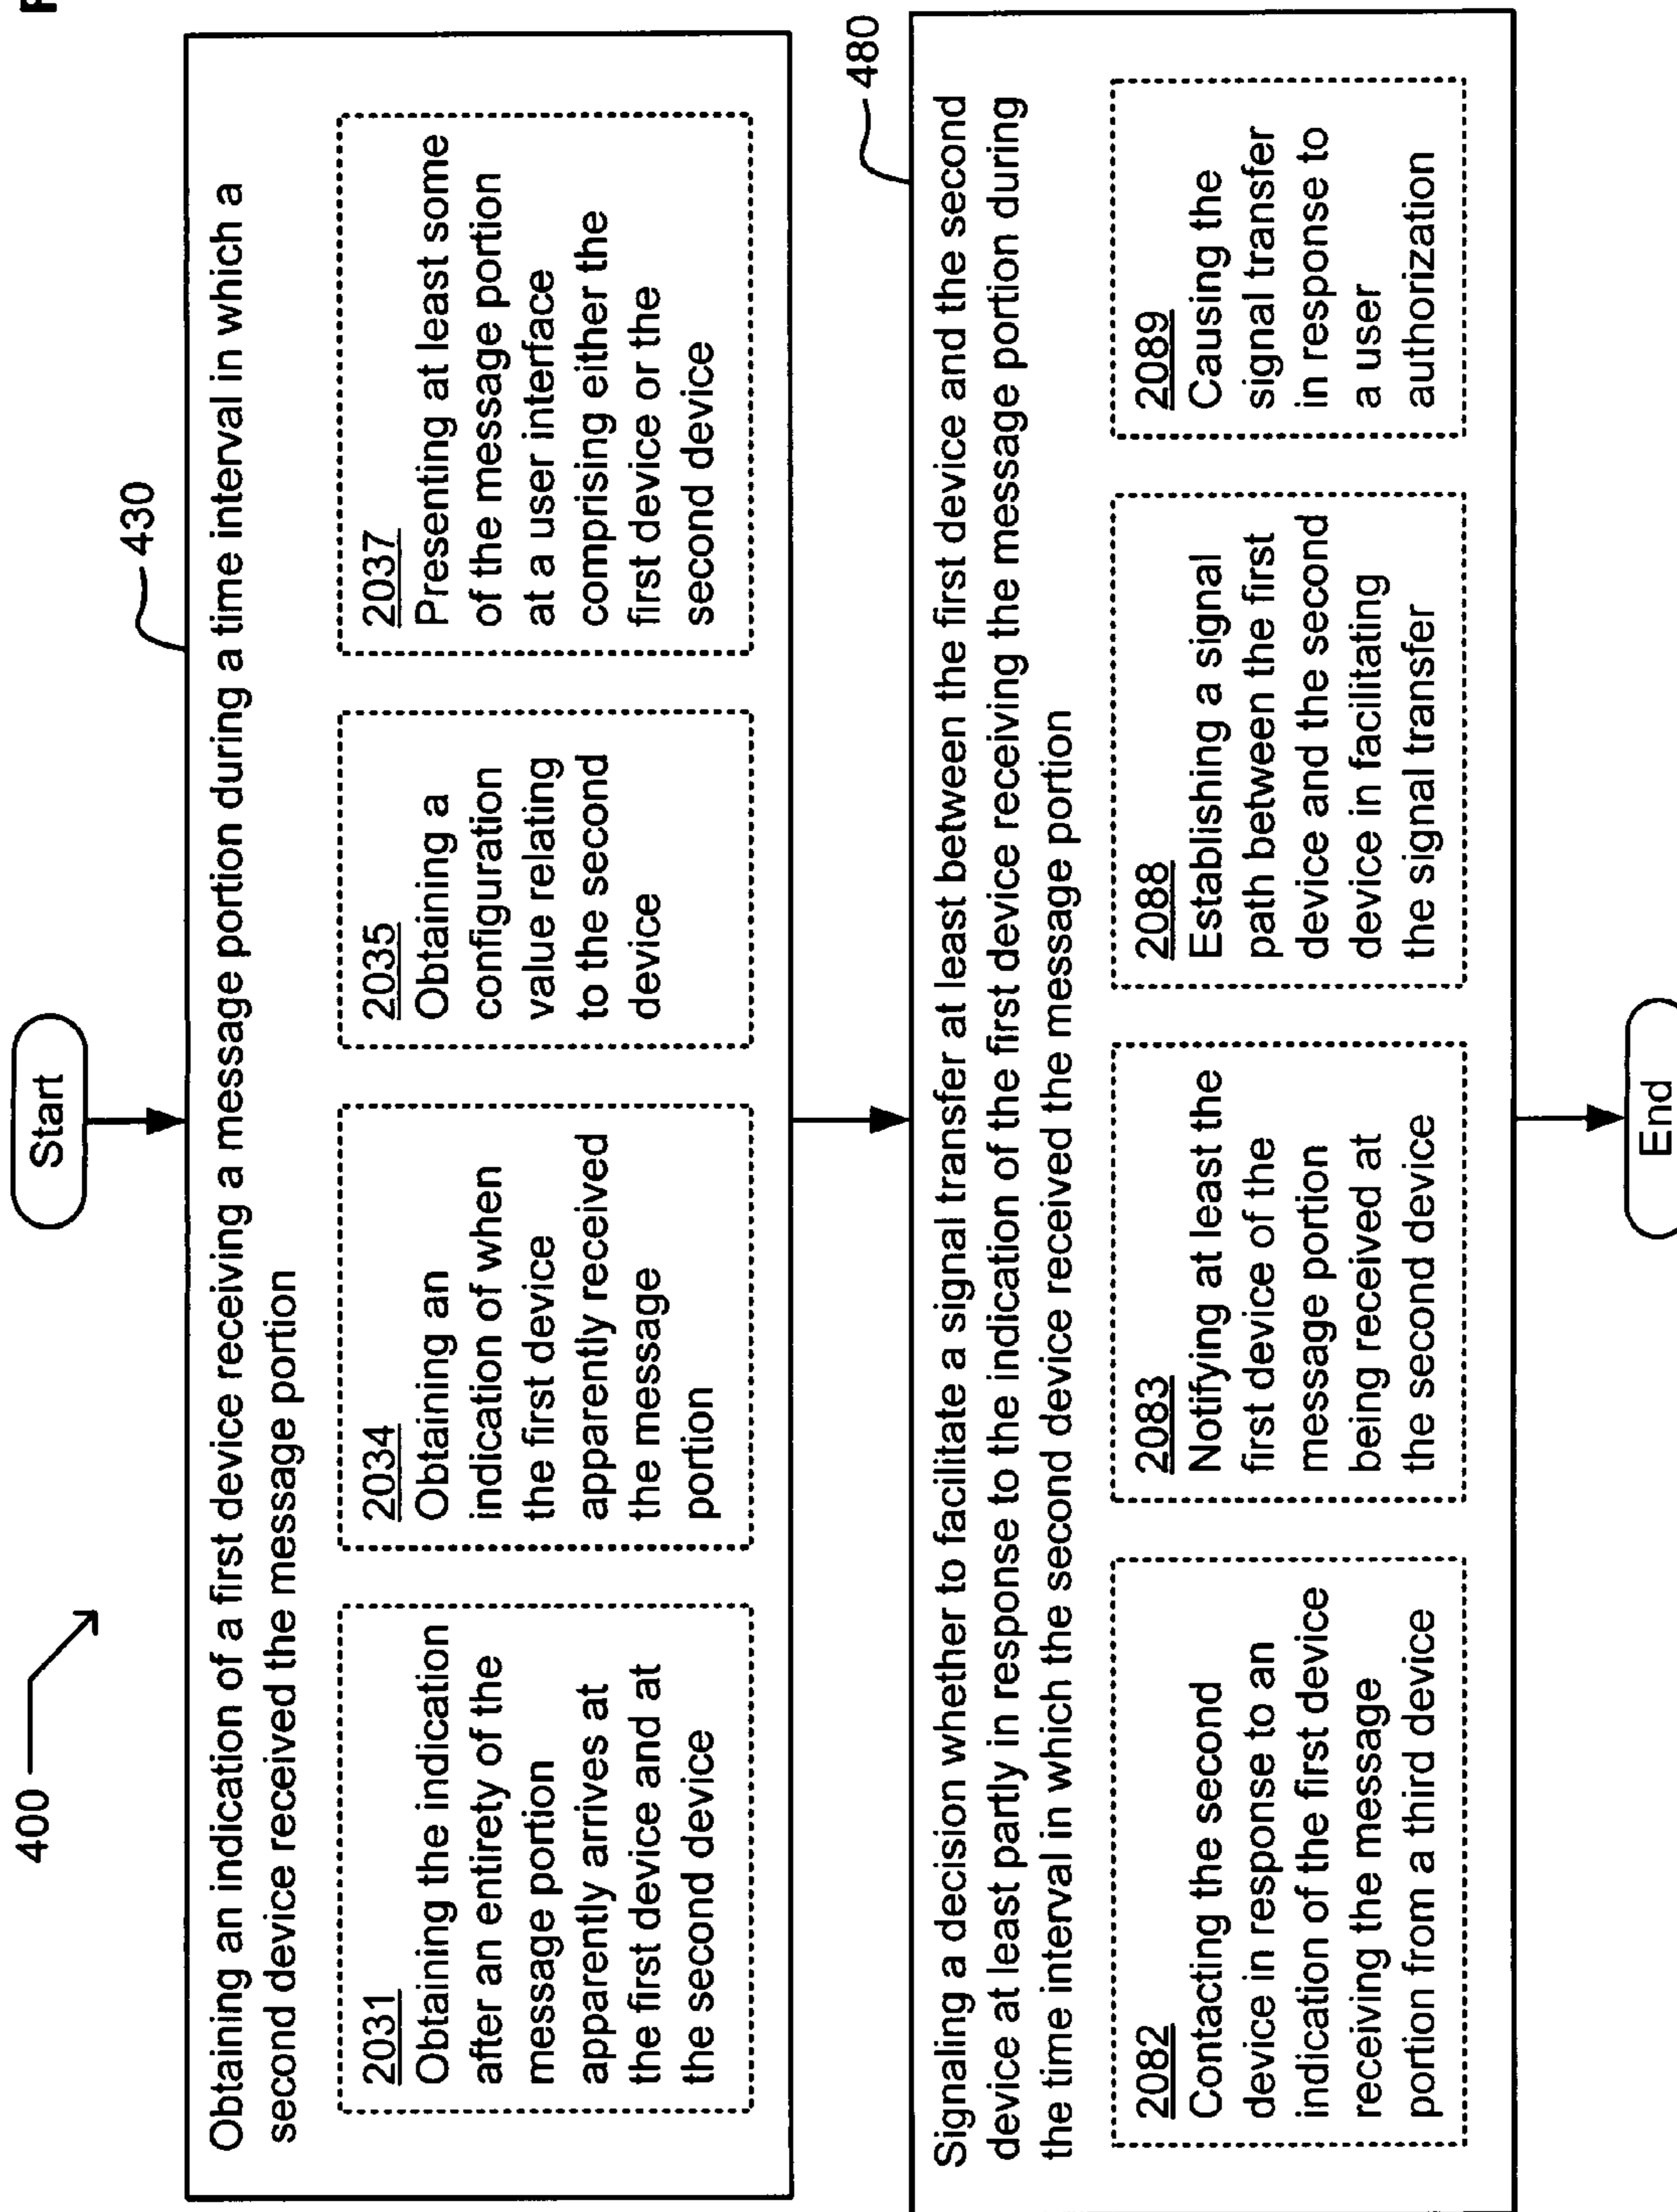 400
Start
430
Obtaining an indication of a first device receiving a message portion during a time interval in which a
second device received the message portion
2031
Obtaining the indication
after an entirety of the
message portion
apparently arrives at
the first device and at
the second device
2034
Obtaining an
indication of when
the first device
apparently received
the message
portion
2035
Obtaining a
configuration
value relating
to the second
device
2037
Presenting at least some
of the message portion
at a user interface
comprising either the
first device or the
second device
480
Signaling a decision whether to facilitate a signal transfer at least between the first device and the second
device at least partly in response to the indication of the first device receiving the message portion during
the time interval in which the second device received the message portion
2082
Contacting the second
device in response to an
indication of the first device
receiving the message
portion from a third device
2083
Notifying at least the
first device of the
message portion
being received at
the second device
2088
Establishing a signal
path between the first
device and the second
device in facilitating
the signal transfer
2089
Causing the
signal transfer
in response to
a user
authorization
End